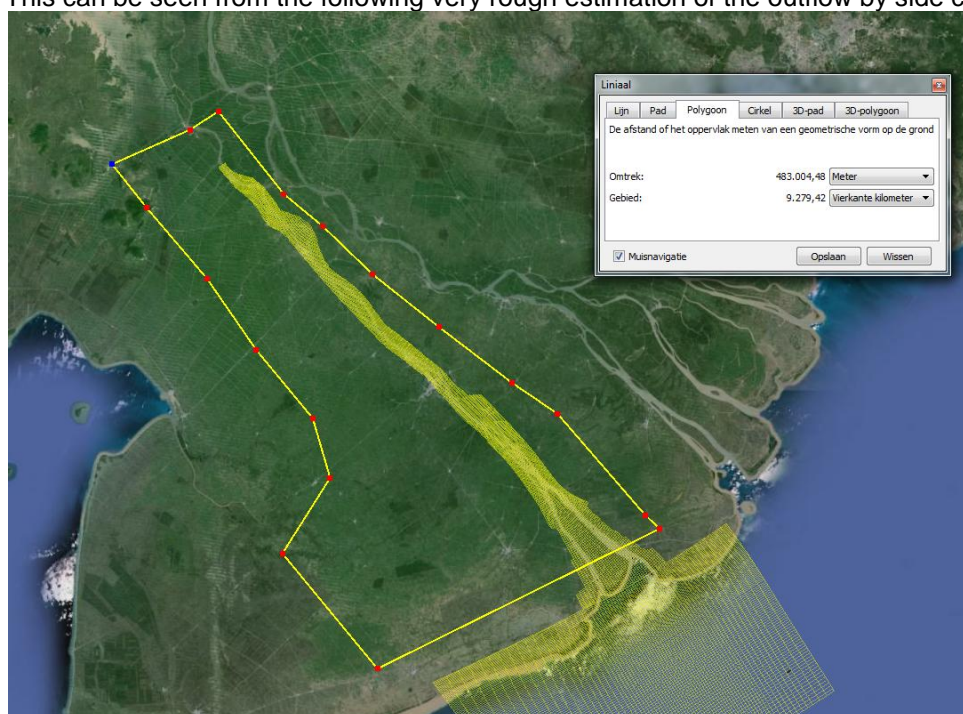 This can be seen from the following very rough estimation of the outflow by side c
Liniaal
Lijn Pad Polygoon Cirkel 3D-pad 3D-polygoon
De afstand of het oppervlak meten van een geometrische vorm op de grond
Omtrek: 483.004,48 Meter
Gebied: 9.279,42 Vierkante kilometer
Muisnavigatie Opslaan Wissen